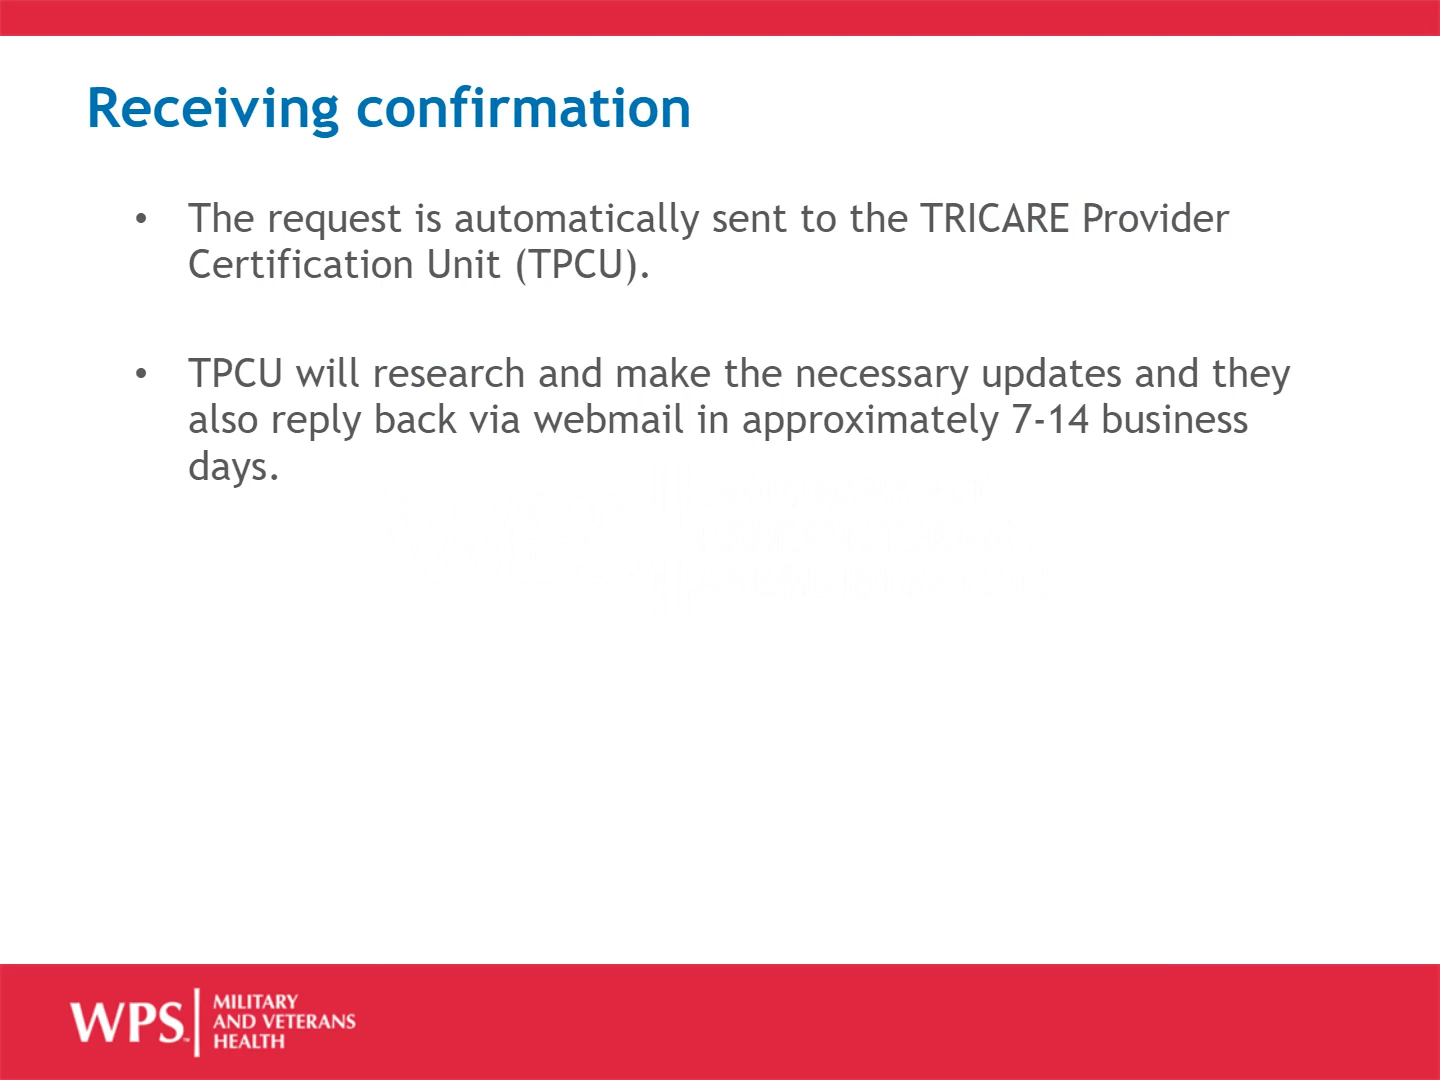 Receiving confirmation
• The request is automatically sent to the TRICARE Provider
Certification Unit (TPCU).
• TPCU will research and make the necessary updates and they
also reply back via webmail in approximately 7-14 business
days.
WPS™
MILITARY
AND VETERANS
HEALTH